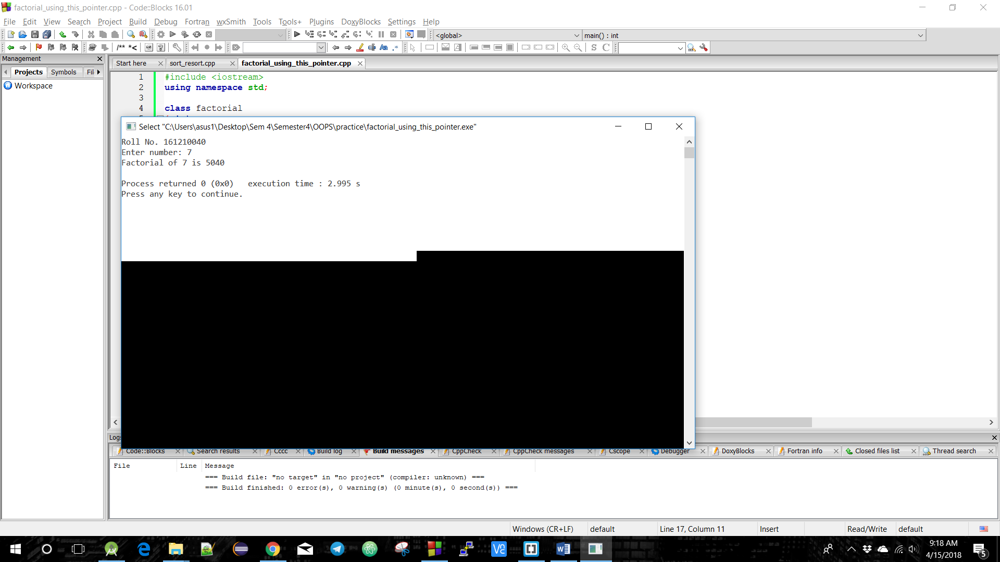 factorial_using_this_pointer.cpp - Code::Blocks 16.01
File Edit View Search Project Build Debug Fortran wxSmith Tools Tools+ Plugins DoxyBlocks Settings Help
<global> main() : int
/** *<
Management
Start here sort_resort.cpp factorial_using_this_pointer.cpp
Projects Symbols Fil
Workspace
1 #include <iostream>
2 using namespace std;
3
4 class factorial
Select "C:\Users\asus1\Desktop\Sem 4\Semester4\OOPS\practice\factorial_using_this_pointer.exe"
Roll No. 161210040
Enter number: 7
Factorial of 7 is 5040
Process returned 0 (0x0) execution time : 2.995 s
Press any key to continue.
Logs
Code::Blocks Search results Cccc Build log Build messages CppCheck CppCheck messages Cscope Debugger DoxyBlocks Fortran info Closed files list Thread search
File Line Message
=== Build file: "no target" in "no project" (compiler: unknown) ===
=== Build finished: 0 error(s), 0 warning(s) (0 minute(s), 0 second(s)) ===
Windows (CR+LF) default Line 17, Column 11 Insert Read/Write default
9:18 AM
4/15/2018
5